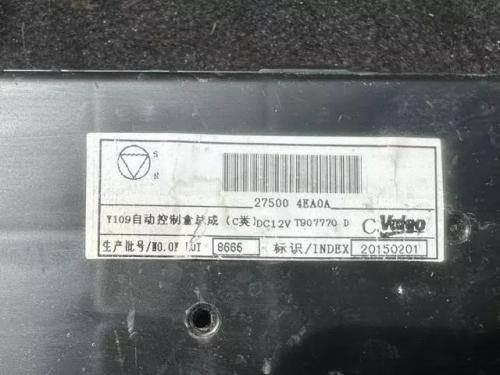 S
N
27500 4EA0A
Y109自动控制盒总成 (C类)DC12V T907770 D
C. Valeo
生产批号/NO.OF LOT 8665 标识/INDEX 20150201